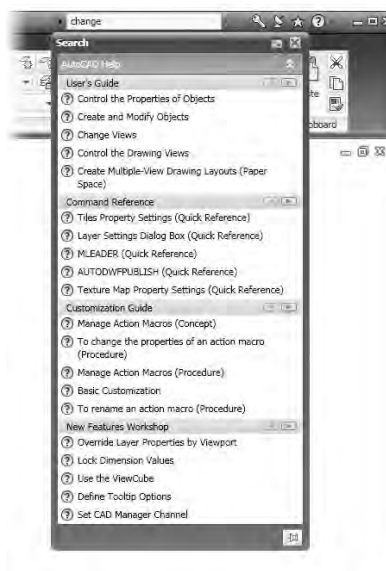 change
Search
AutoCAD Help
User's Guide
Control the Properties of Objects
Create and Modify Objects
Change Views
Control the Drawing Views
Create Multiple-View Drawing Layouts (Paper
Space)
Command Reference
Tiles Property Settings (Quick Reference)
Layer Settings Dialog Box (Quick Reference)
MLEADER (Quick Reference)
AUTODWFPUBLISH (Quick Reference)
Texture Map Property Settings (Quick Reference)
Customization Guide
Manage Action Macros (Concept)
To change the properties of an action macro
(Procedure)
Manage Action Macros (Procedure)
Basic Customization
To rename an action macro (Procedure)
New Features Workshop
Override Layer Properties by Viewport
Lock Dimension Values
Use the ViewCube
Define Tooltip Options
Set CAD Manager Channel